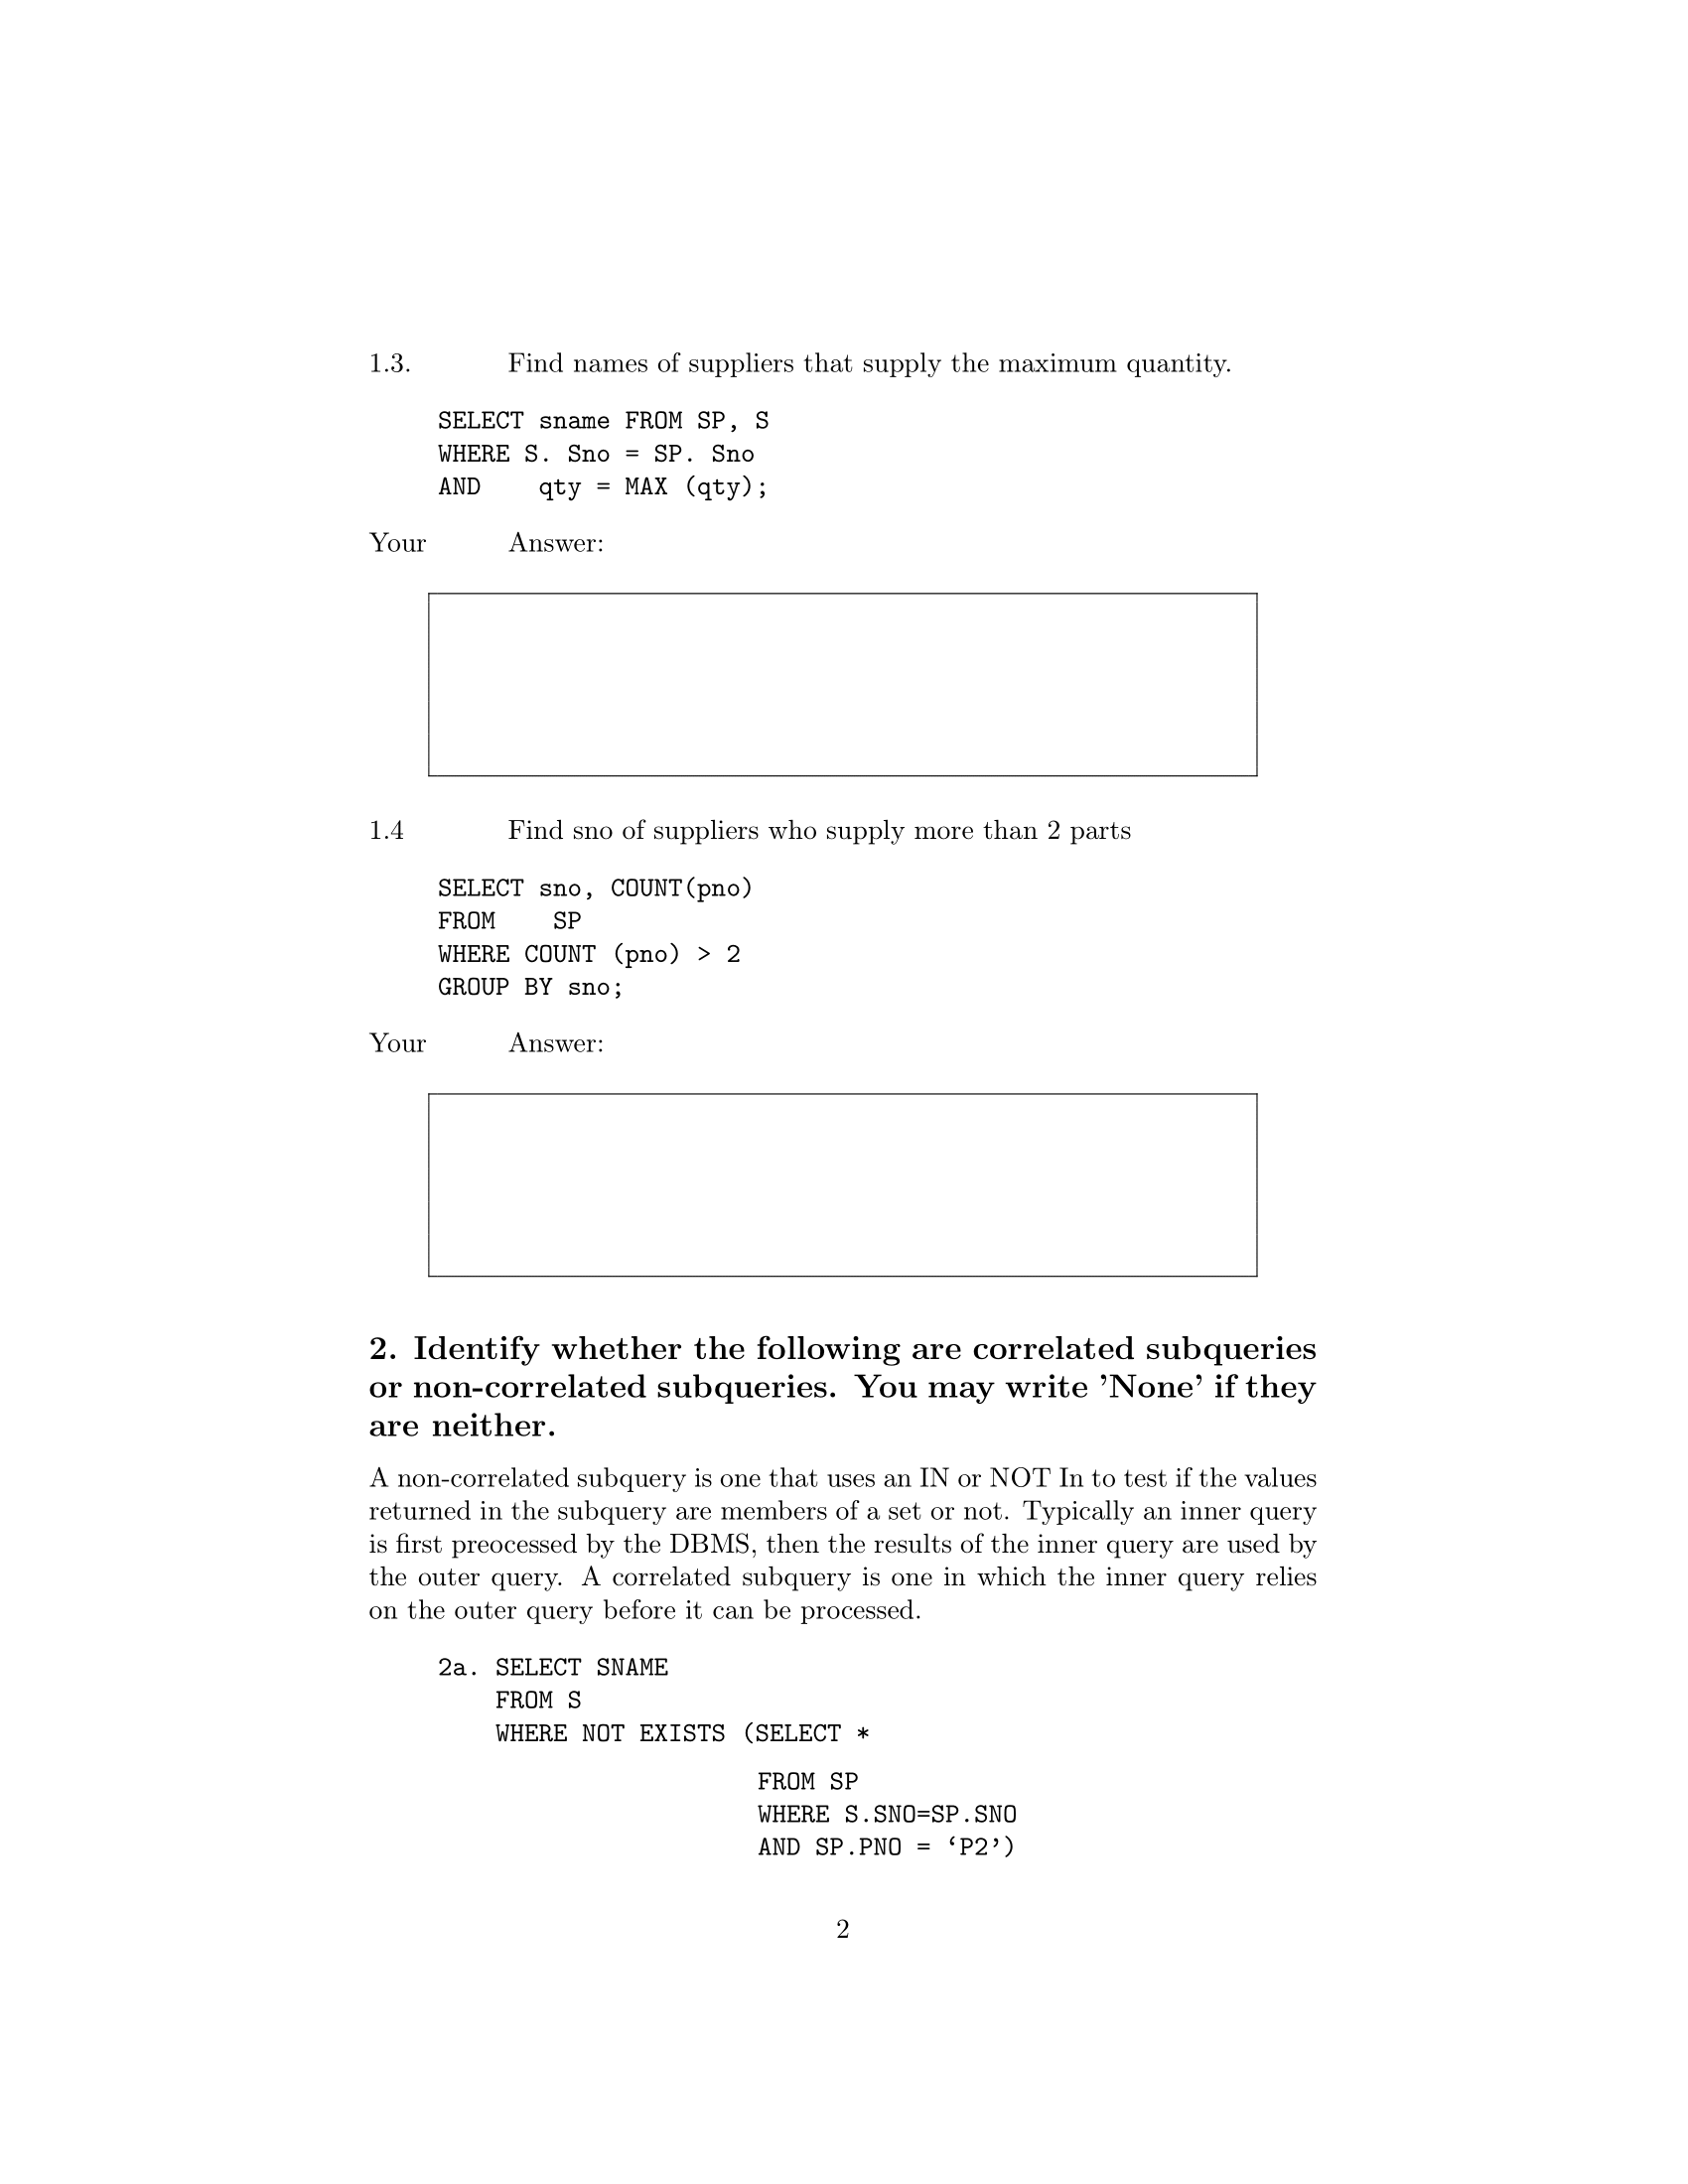 1.3. Find names of suppliers that supply the maximum quantity.
SELECT sname FROM SP, S
WHERE S. Sno = SP. Sno
AND    qty = MAX (qty);
Your Answer:
1.4 Find sno of suppliers who supply more than 2 parts
SELECT sno, COUNT(pno)
FROM    SP
WHERE COUNT (pno) > 2
GROUP BY sno;
Your Answer:
2. Identify whether the following are correlated subqueries
or non-correlated subqueries. You may write ’None’ if they
are neither.
A non-correlated subquery is one that uses an IN or NOT In to test if the values
returned in the subquery are members of a set or not. Typically an inner query
is first preocessed by the DBMS, then the results of the inner query are used by
the outer query. A correlated subquery is one in which the inner query relies
on the outer query before it can be processed.
2a. SELECT SNAME
FROM S
WHERE NOT EXISTS (SELECT *
FROM SP
WHERE S.SNO=SP.SNO
AND SP.PNO = ‘P2’)
2